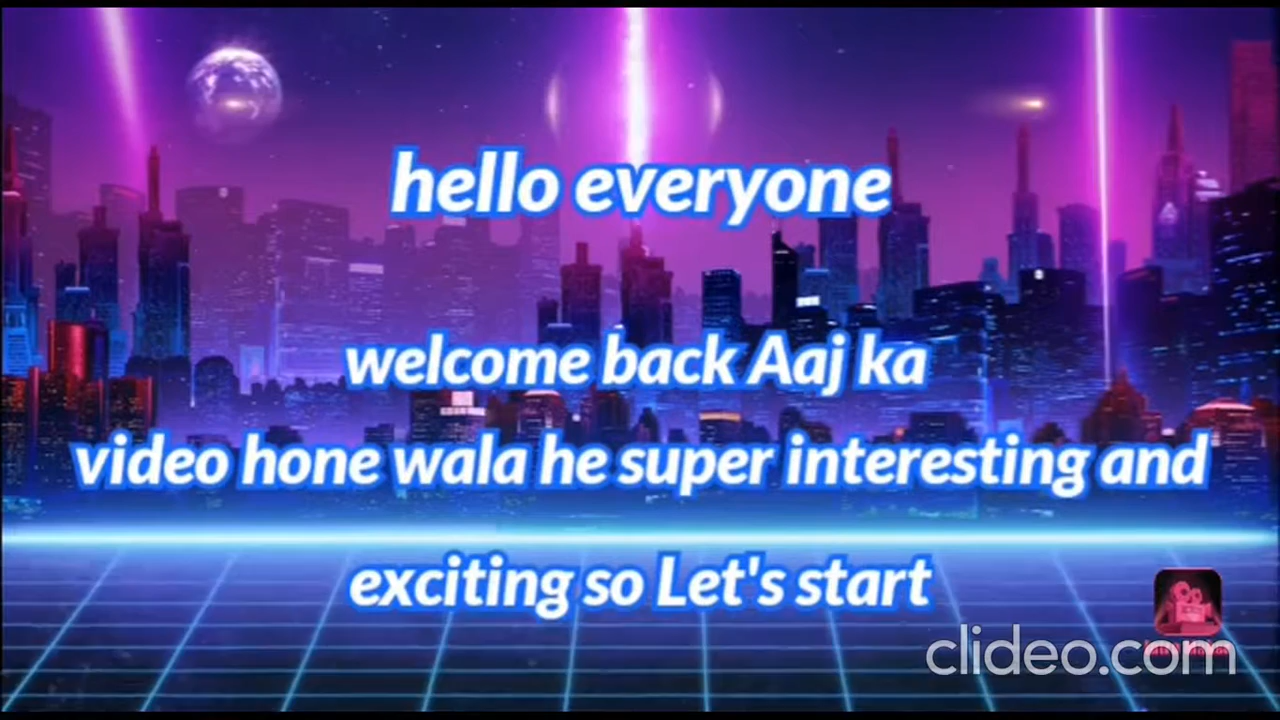 hello everyone
welcome back Aaj ka
video hone wala he super interesting and
exciting so Let's start
clideo.com